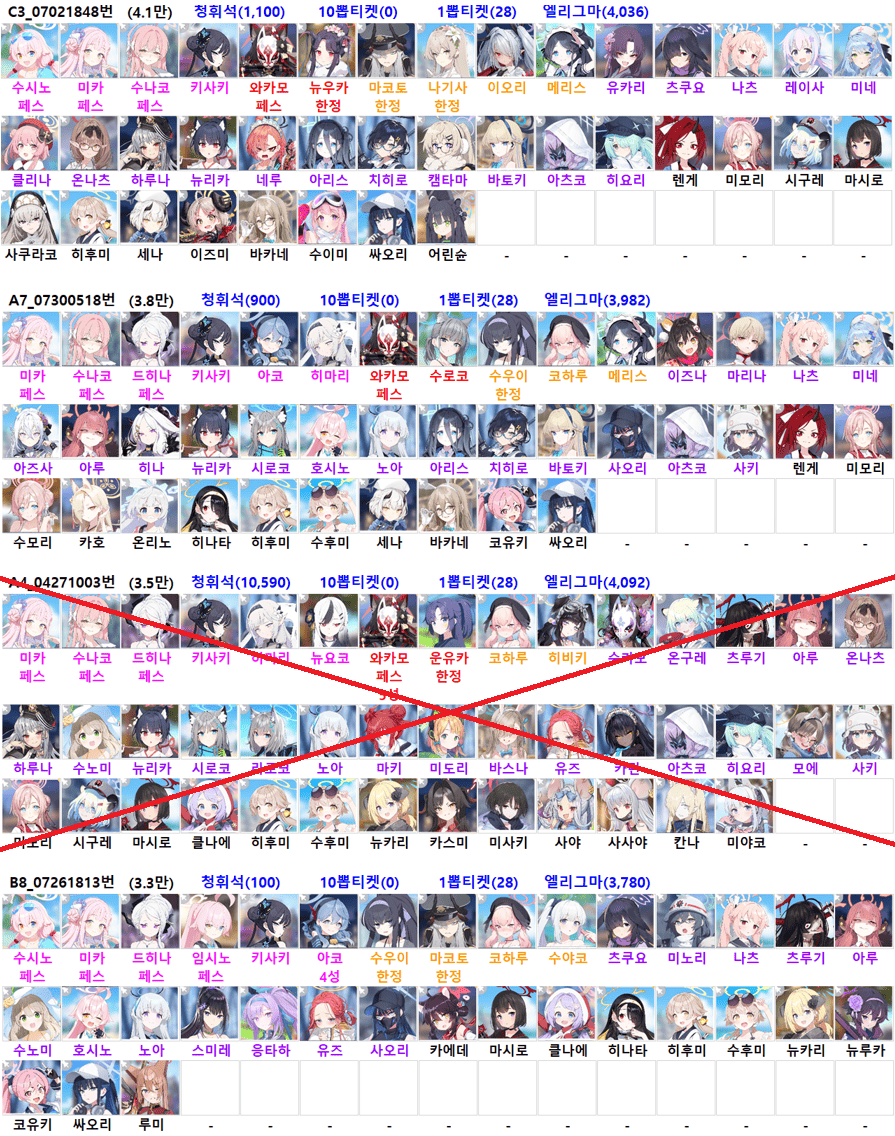 C3_07021848번 (4.1만) 청휘석(1,100) 10뽑티켓(0) 1뽑티켓(28) 엘리그마(4,036)
수시노 미카 수나코 키사키 와카모 뉴우카 마코토 나기사 이오리 메리스 유카리 츠쿠요 나츠 레이사 미네
페스 페스 페스 페스 한정 한정 한정
클리나 온나츠 하루나 뉴리카 네루 아리스 치히로 캠타마 바토키 아츠코 히요리 렌게 미모리 시구레 마시로
사쿠라코 히후미 세나 이즈미 바카네 수이미 싸오리 어린슌 - - - - - - -
A7_07300518번 (3.8만) 청휘석(900) 10뽑티켓(0) 1뽑티켓(28) 엘리그마(3,982)
미카 수나코 드히나 키사키 아코 히마리 와카모 수로코 수우이 코하루 메리스 이즈나 마리나 나츠 미네
페스 페스 페스 페스 한정
아즈사 아루 히나 뉴리카 시로코 호시노 노아 아리스 치히로 바토키 사오리 아츠코 사키 렌게 미모리
수모리 카호 온리노 히나타 히후미 수후미 세나 바카네 코유키 싸오리 - - - - -
A4_04271003번 (3.5만) 청휘석(10,590) 10뽑티켓(0) 1뽑티켓(28) 엘리그마(4,092)
미카 수나코 드히나 키사키 히마리 뉴요코 와카모 운유카 코하루 히비키 온구레 츠루기 아루 온나츠
페스 페스 페스 페스 한정
하루나 수노미 뉴리카 시로코 노아 마키 미도리 바스나 유즈 카린 아츠코 히요리 모에 사키
미모리 시구레 마시로 클나에 히후미 수후미 뉴카리 카스미 미사키 사야 사사야 칸나 미야코 - -
B8_07261813번 (3.3만) 청휘석(100) 10뽑티켓(0) 1뽑티켓(28) 엘리그마(3,780)
수시노 미카 드히나 임시노 키사키 아코 수우이 마코토 코하루 수야코 츠쿠요 미노리 나츠 츠루기 아루
페스 페스 페스 페스 4성 한정 한정
수노미 호시노 노아 스미레 응타하 유즈 사오리 카에데 마시로 클나에 히나타 히후미 수후미 뉴카리 뉴루카
코유키 싸오리 루미 - - - - - - - - - - - -